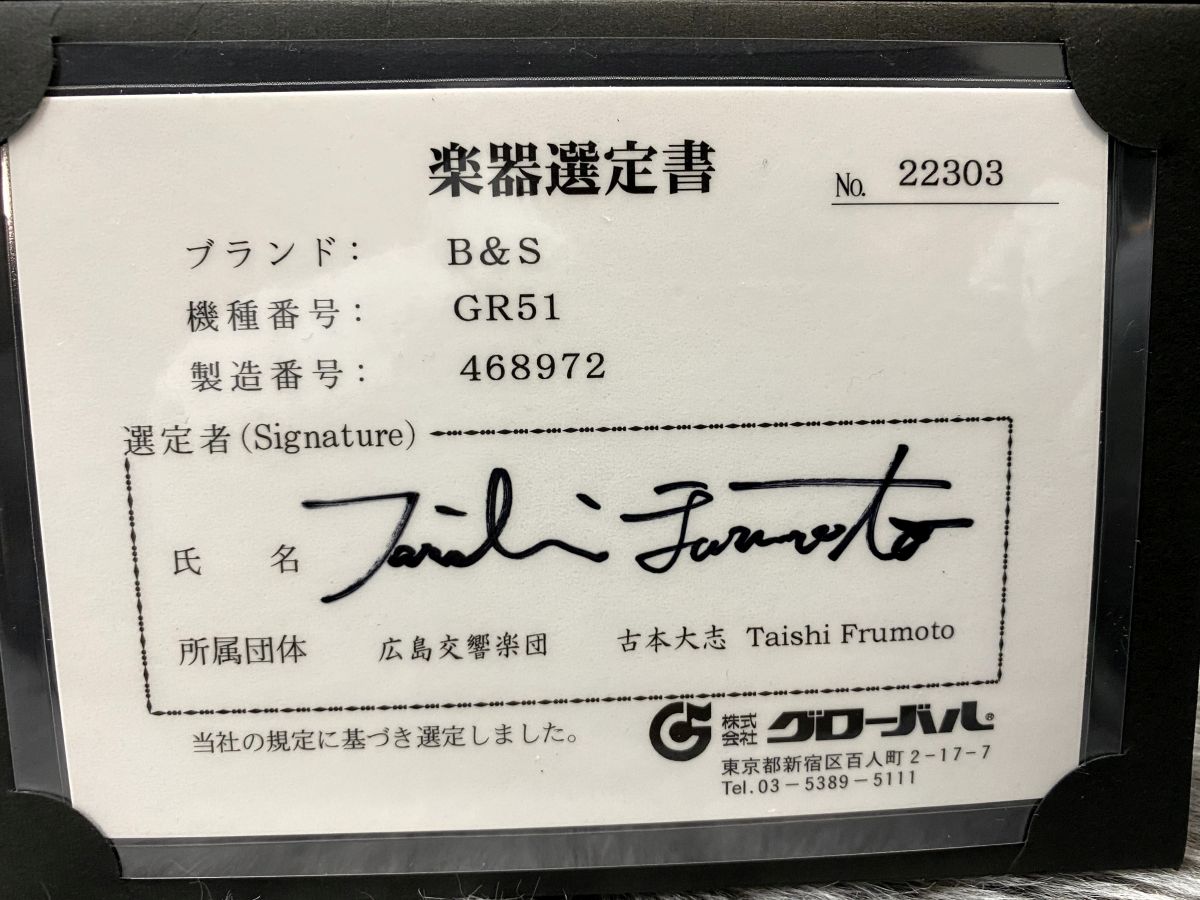 楽器選定書
No. 22303
ブランド： B&S
機種番号： GR51
製造番号： 468972
選定者(Signature)
氏 名 Taishi Furumoto
所属団体 広島交響楽団 古本大志 Taishi Frumoto
当社の規定に基づき選定しました。
株式会社 グローバル®
東京都新宿区百人町2-17-7
Tel.03-5389-5111